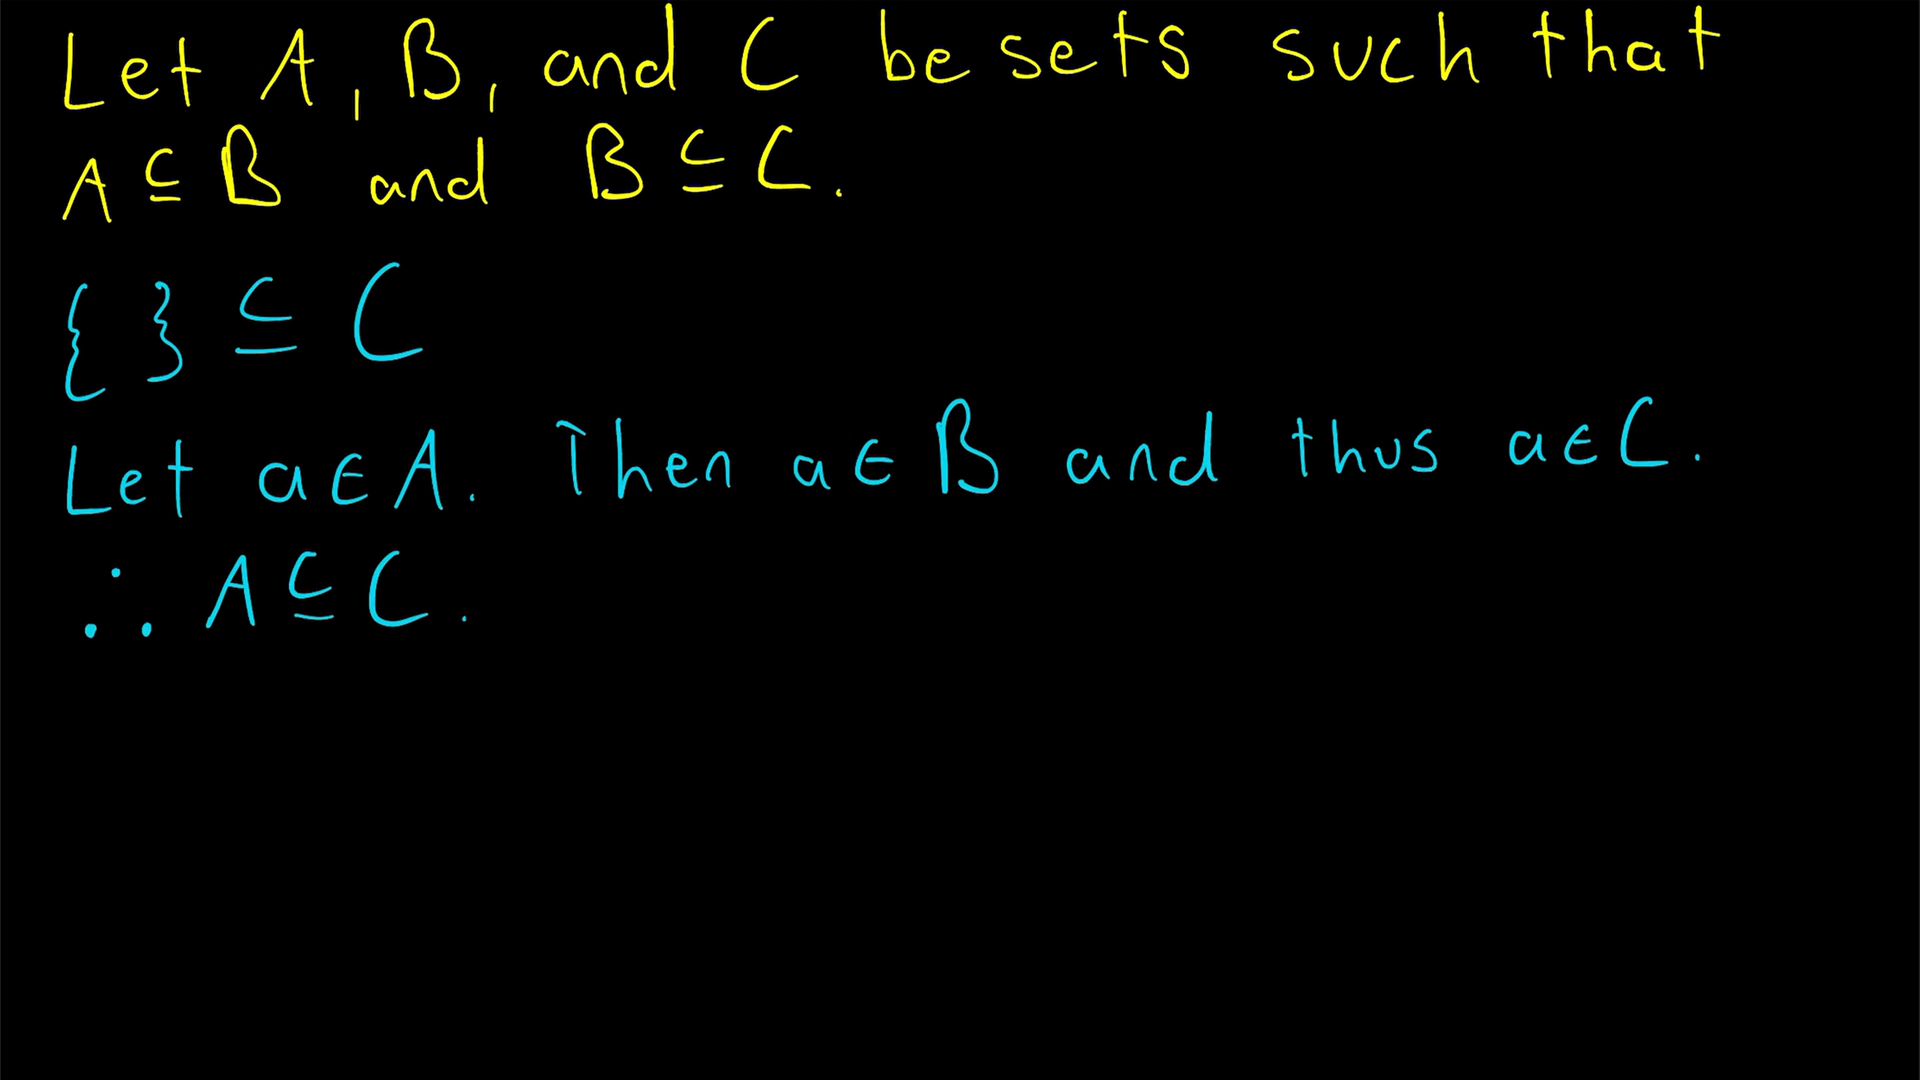 Let A, B, and C be sets such that
A ⊆ B and B ⊆ C.
{ } ⊆ C
Let a ∈ A. Then a ∈ B and thus a ∈ C.
∴ A ⊆ C.